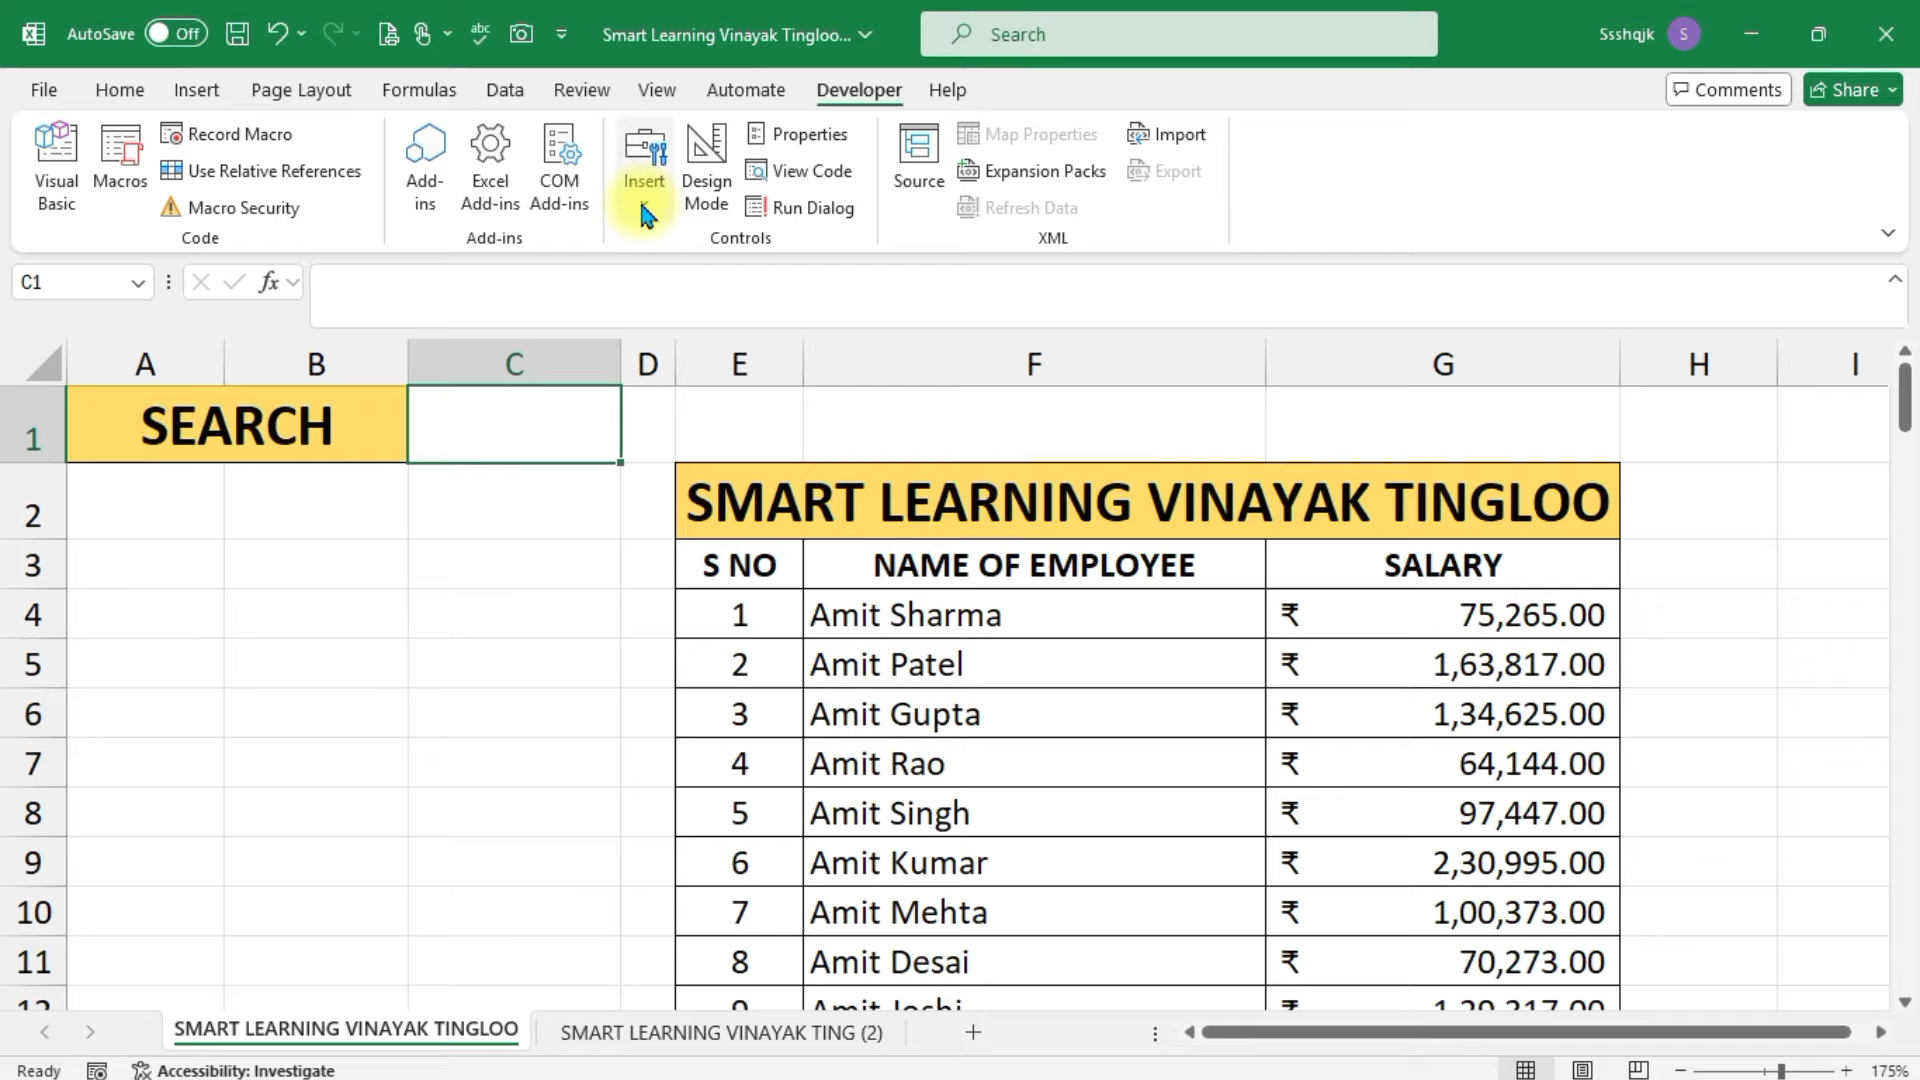 AutoSave Off Smart Learning Vinayak Tingloo... Search Ssshqjk S
File Home Insert Page Layout Formulas Data Review View Automate Developer Help Comments Share
Visual Basic
Macros
Record Macro
Use Relative References
Macro Security
Code
Add-ins
Excel Add-ins
COM Add-ins
Add-ins
Insert
Design Mode
Properties
View Code
Run Dialog
Controls
Source
Map Properties
Expansion Packs
Refresh Data
Import
Export
XML
C1 fx
A B C D E F G H I
1 SEARCH
2 SMART LEARNING VINAYAK TINGLOO
3 S NO NAME OF EMPLOYEE SALARY
4 1 Amit Sharma ₹ 75,265.00
5 2 Amit Patel ₹ 1,63,817.00
6 3 Amit Gupta ₹ 1,34,625.00
7 4 Amit Rao ₹ 64,144.00
8 5 Amit Singh ₹ 97,447.00
9 6 Amit Kumar ₹ 2,30,995.00
10 7 Amit Mehta ₹ 1,00,373.00
11 8 Amit Desai ₹ 70,273.00
12 9 Amit Joshi ₹
SMART LEARNING VINAYAK TINGLOO SMART LEARNING VINAYAK TING (2)
Ready Accessibility: Investigate 175%